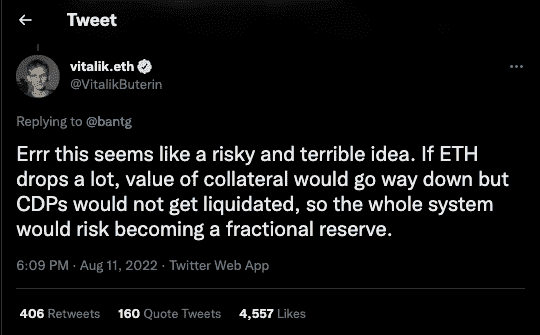 Tweet
vitalik.eth
@VitalikButerin
Replying to @bantg
Errr this seems like a risky and terrible idea. If ETH
drops a lot, value of collateral would go way down but
CDPs would not get liquidated, so the whole system
would risk becoming a fractional reserve.
6:09 PM · Aug 11, 2022 · Twitter Web App
406 Retweets 160 Quote Tweets 4,557 Likes